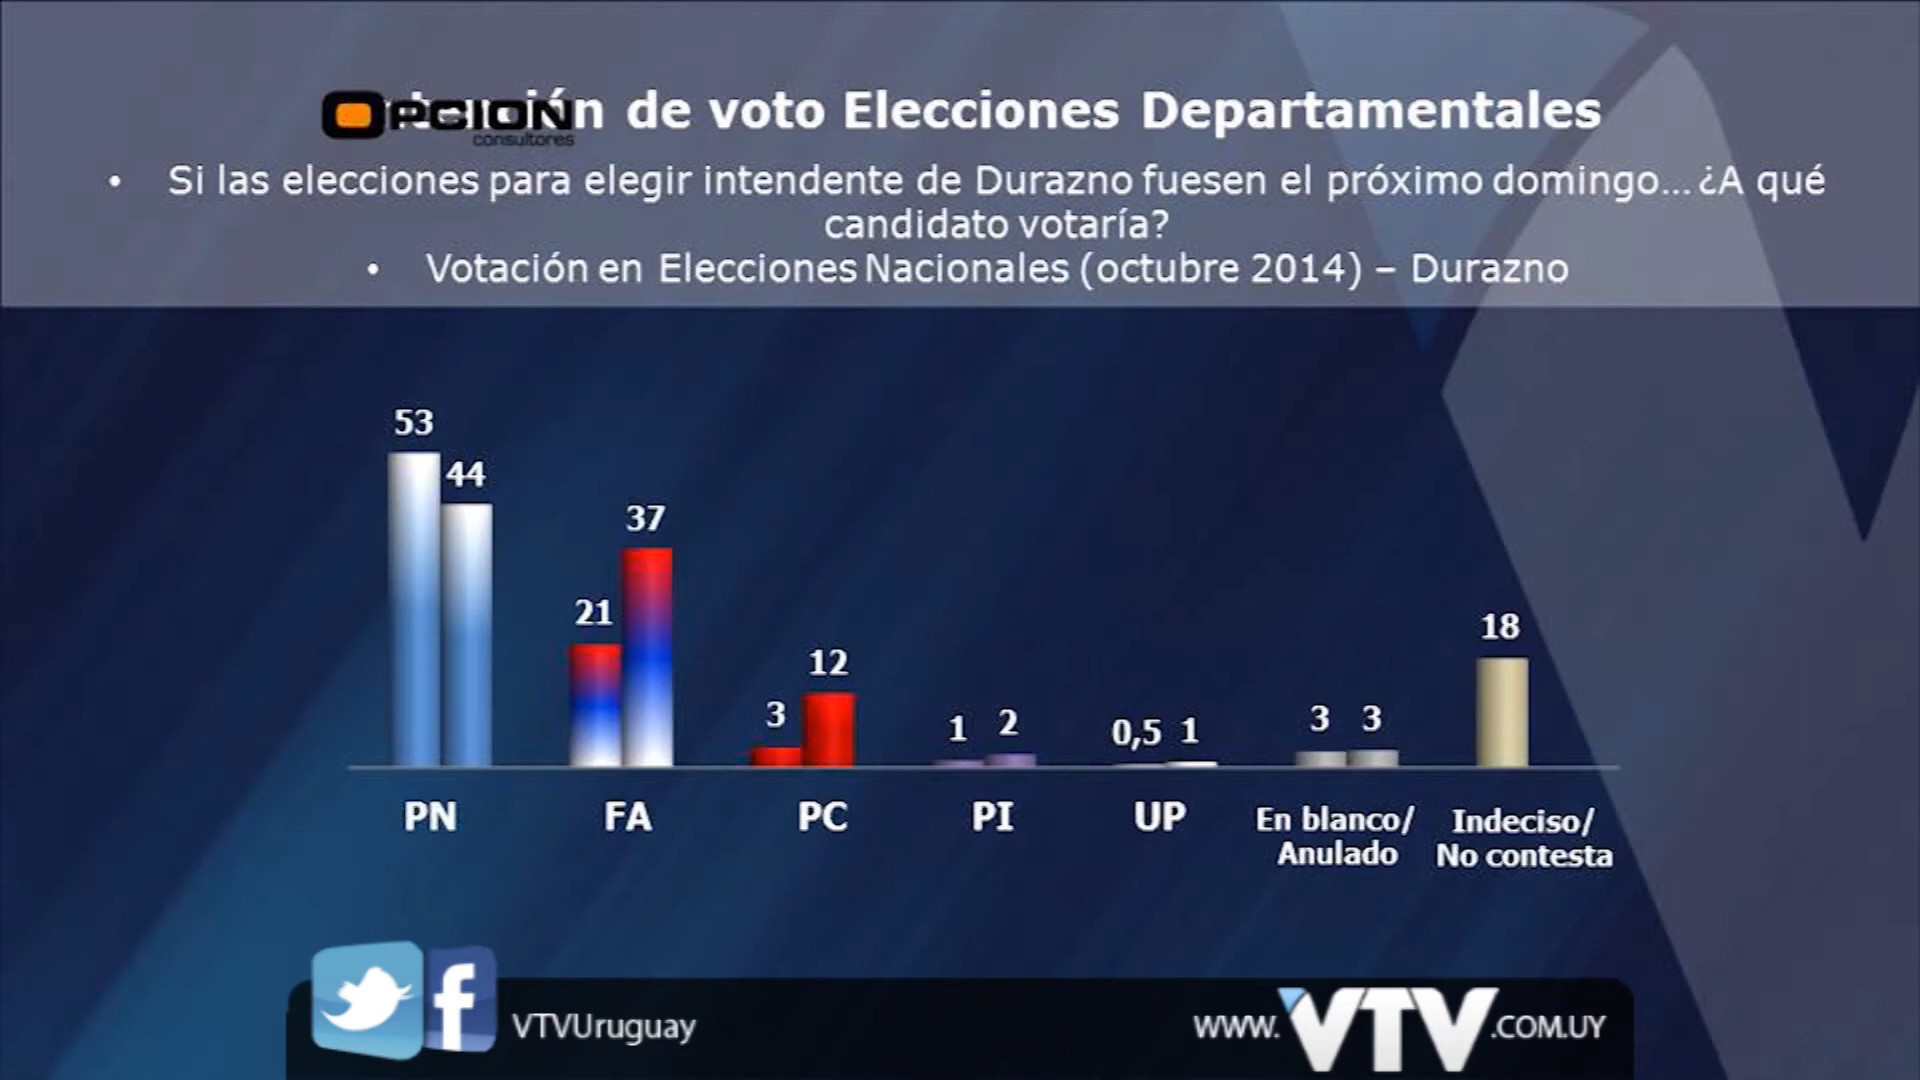 OPCION
consultores
Intención de voto Elecciones Departamentales
• Si las elecciones para elegir intendente de Durazno fuesen el próximo domingo... ¿A qué
candidato votaría?
• Votación en Elecciones Nacionales (octubre 2014) – Durazno
53
44
21
37
3
12
1
2
0,5
1
3
3
18
PN
FA
PC
PI
UP
En blanco/
Anulado
Indeciso/
No contesta
VTVUruguay
www.VTV.COM.UY